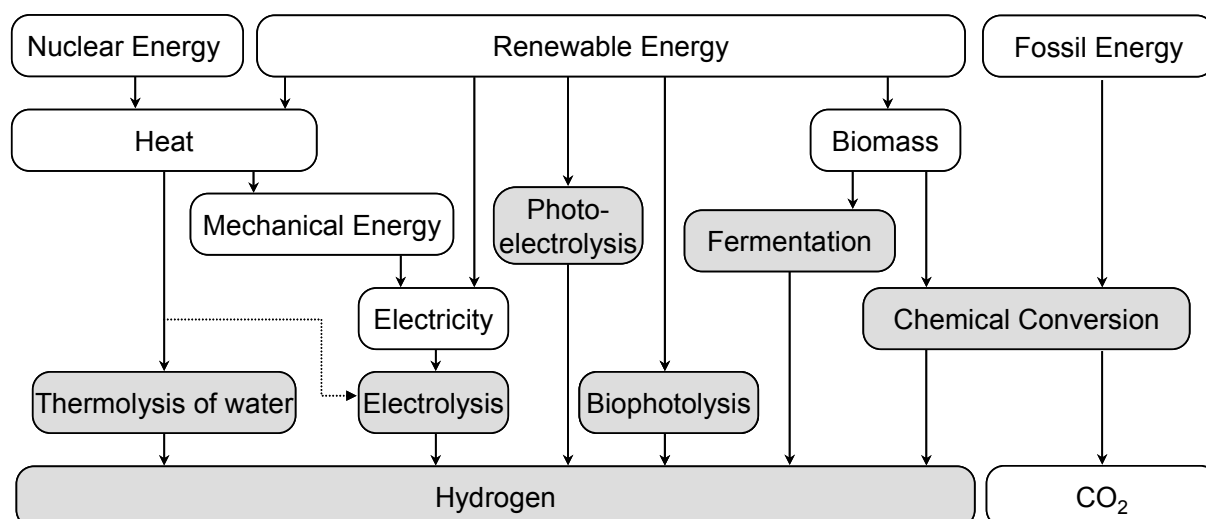 Nuclear Energy
Renewable Energy
Fossil Energy
Heat
Biomass
Mechanical Energy
Photo-
electrolysis
Fermentation
Electricity
Chemical Conversion
Thermolysis of water
Electrolysis
Biophotolysis
Hydrogen
CO₂